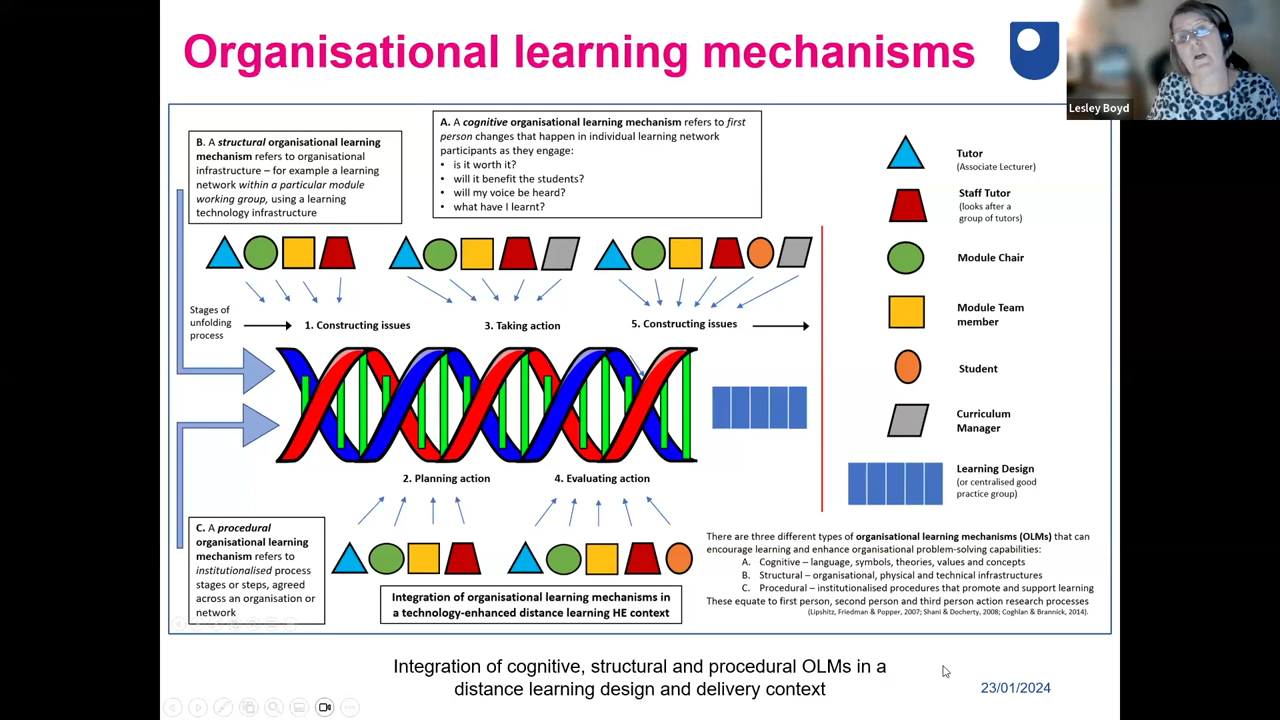 Organisational learning mechanisms
Lesley Boyd
B. A structural organisational learning
mechanism refers to organisational
infrastructure – for example a learning
network within a particular module
working group, using a learning
technology infrastructure
A. A cognitive organisational learning mechanism refers to first
person changes that happen in individual learning network
participants as they engage:
• is it worth it?
• will it benefit the students?
• will my voice be heard?
• what have I learnt?
Stages of
unfolding
process
1. Constructing issues
3. Taking action
5. Constructing issues
2. Planning action
4. Evaluating action
C. A procedural
organisational learning
mechanism refers to
institutionalised process
stages or steps, agreed
across an organisation or
network
Integration of organisational learning mechanisms in
a technology-enhanced distance learning HE context
Tutor
(Associate Lecturer)
Staff Tutor
(looks after a
group of tutors)
Module Chair
Module Team
member
Student
Curriculum
Manager
Learning Design
(or centralised good
practice group)
There are three different types of organisational learning mechanisms (OLMs) that can
encourage learning and enhance organisational problem-solving capabilities:
A. Cognitive – language, symbols, theories, values and concepts
B. Structural – organisational, physical and technical infrastructures
C. Procedural – institutionalised procedures that promote and support learning
These equate to first person, second person and third person action research processes
(Lipshitz, Friedman & Popper, 2007; Shani & Docherty, 2008; Coghlan & Brannick, 2014).
Integration of cognitive, structural and procedural OLMs in a
distance learning design and delivery context
23/01/2024